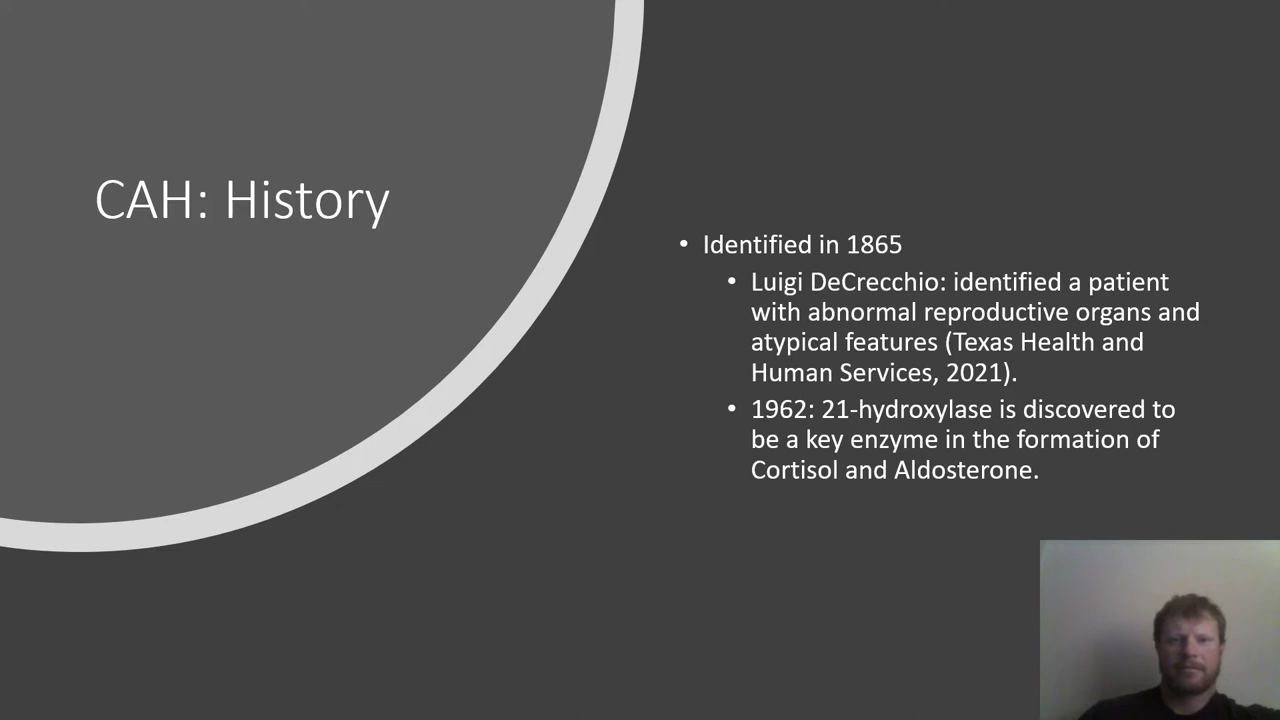 CAH: History
• Identified in 1865
• Luigi DeCrecchio: identified a patient
with abnormal reproductive organs and
atypical features (Texas Health and
Human Services, 2021).
• 1962: 21-hydroxylase is discovered to
be a key enzyme in the formation of
Cortisol and Aldosterone.